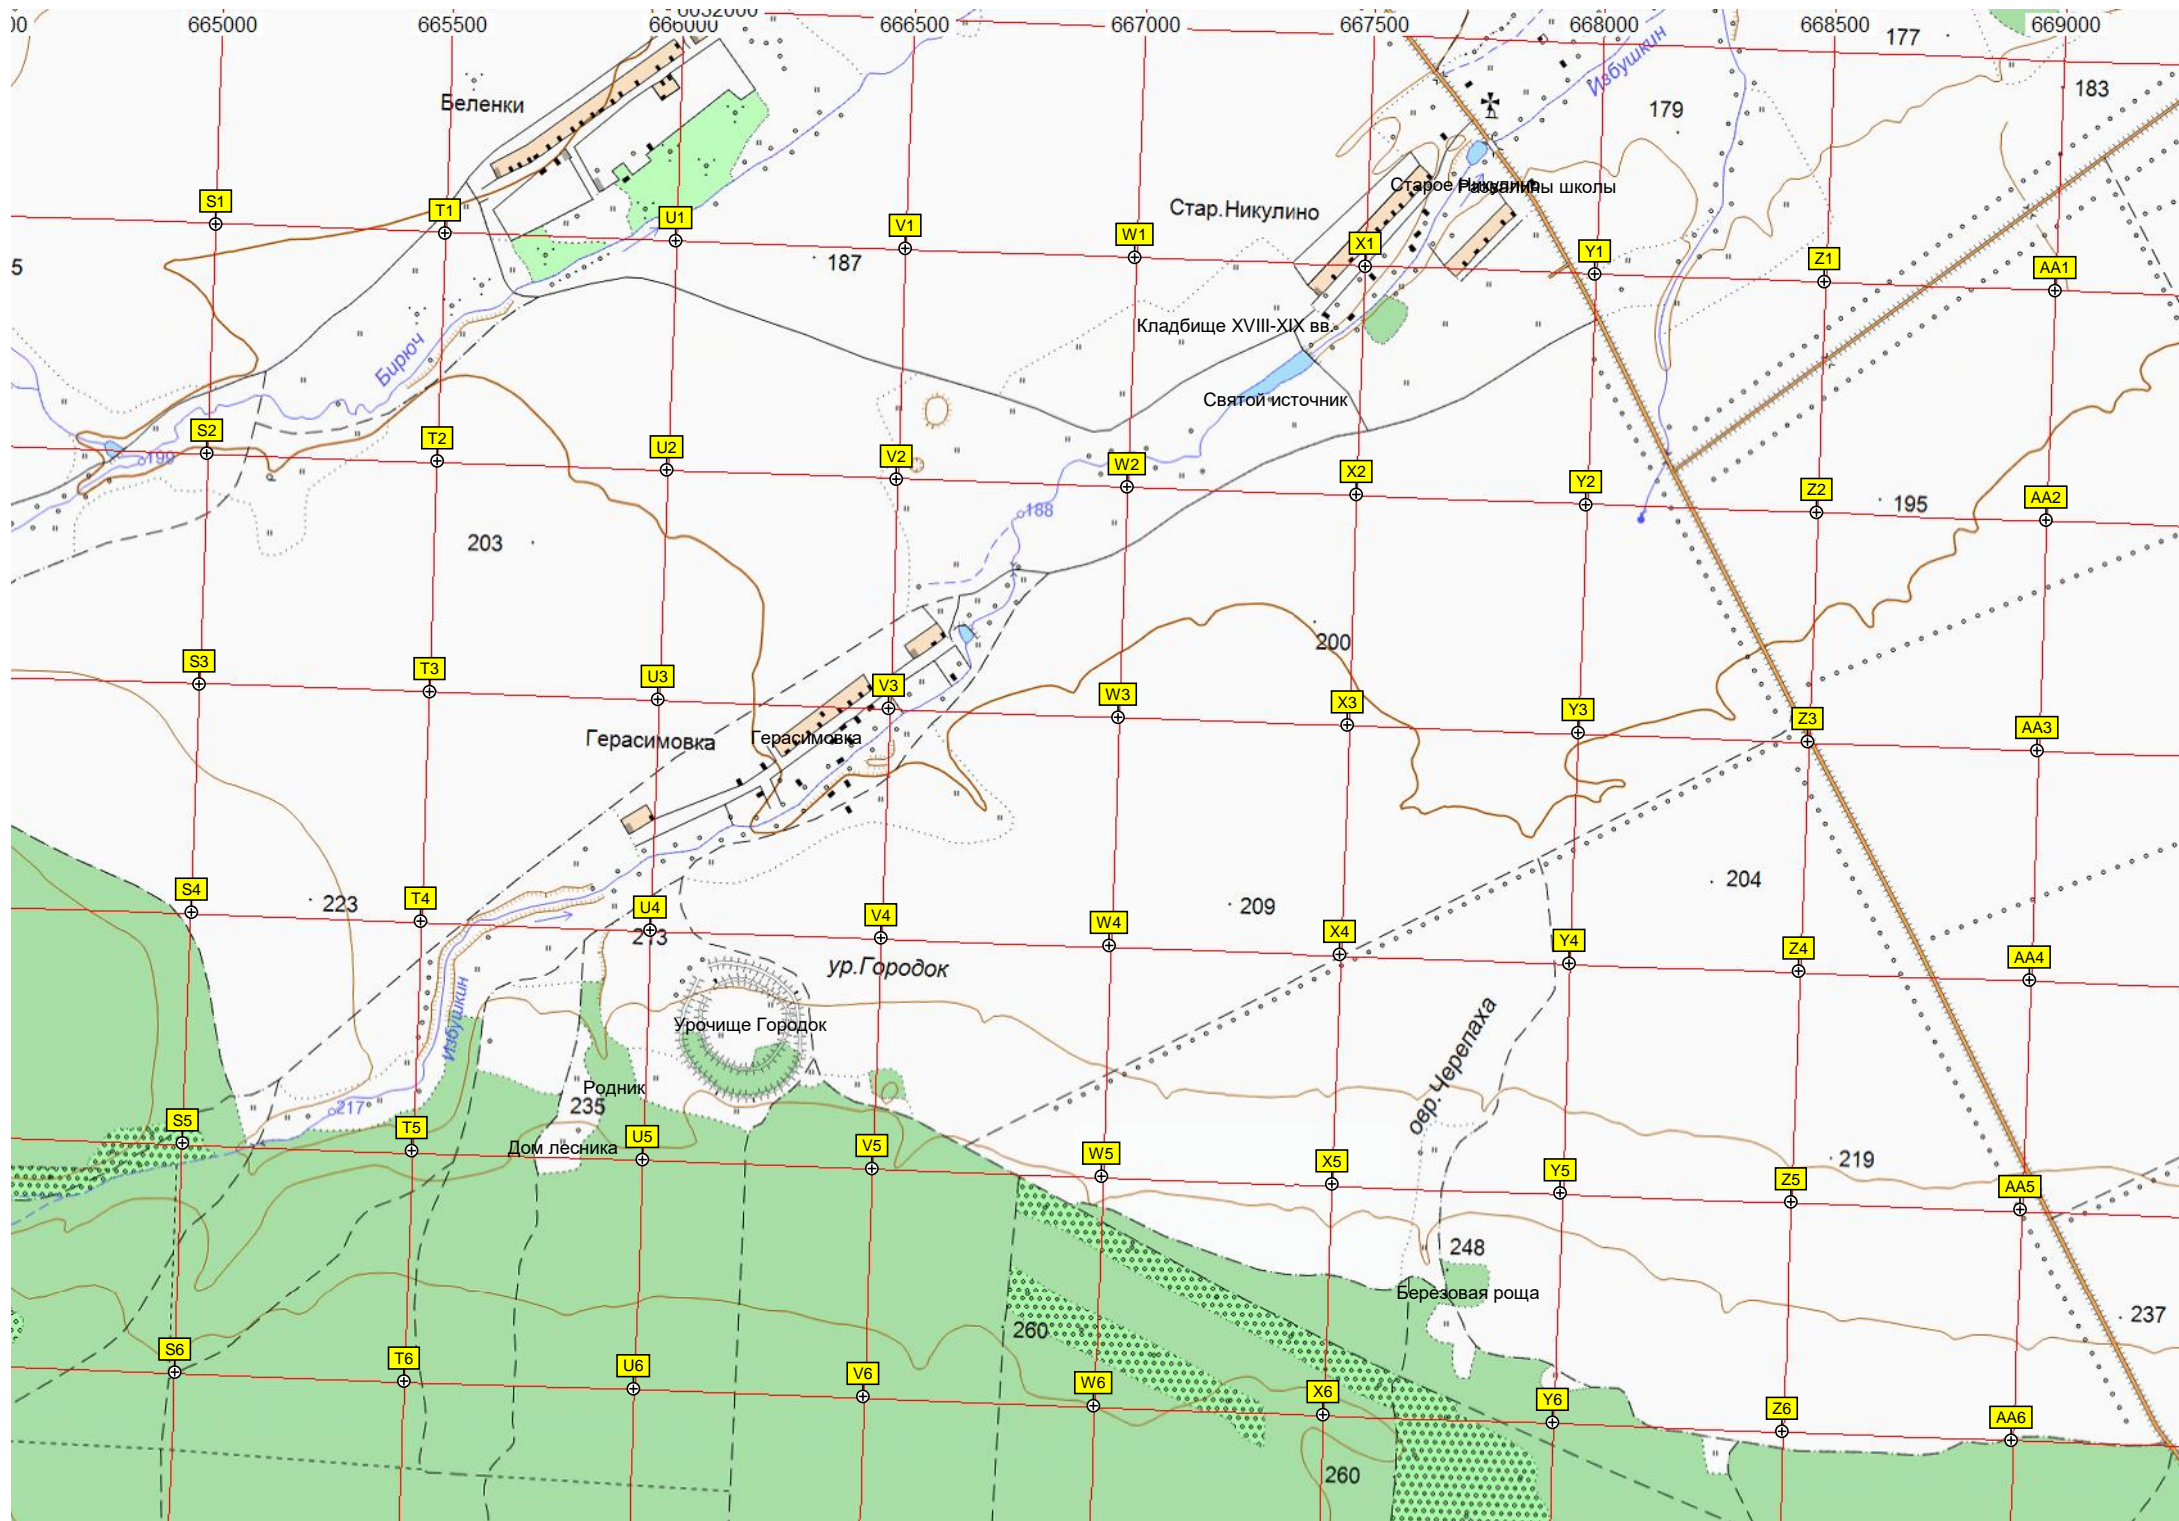 665000 665500 666000 666500 667000 667500 668000 668500 669000
177
Избушкин
Беленки
183
179
Старое Никулино
Развалины школы
S1
T1
Стар.Никулино
U1
V1
W1
X1
Y1
Z1
AA1
5
187
Кладбище XVIII-XIX вв.
Бирюч
Святой источник
S2
T2
U2
V2
W2
X2
Y2
Z2
AA2
199
195
188
203
200
S3
T3
U3
V3
W3
X3
Y3
Z3
AA3
Герасимовка
Герасимовка
204
S4
223
T4
U4
209
V4
W4
X4
Y4
Z4
AA4
213
ур.Городок
Избушкин
Урочище Городок
овр. Черепаха
Родник
235
217
S5
T5
U5
V5
W5
X5
Y5
Z5
AA5
Дом лесника
219
248
Березовая роща
237
260
S6
T6
U6
V6
W6
X6
Y6
Z6
AA6
260